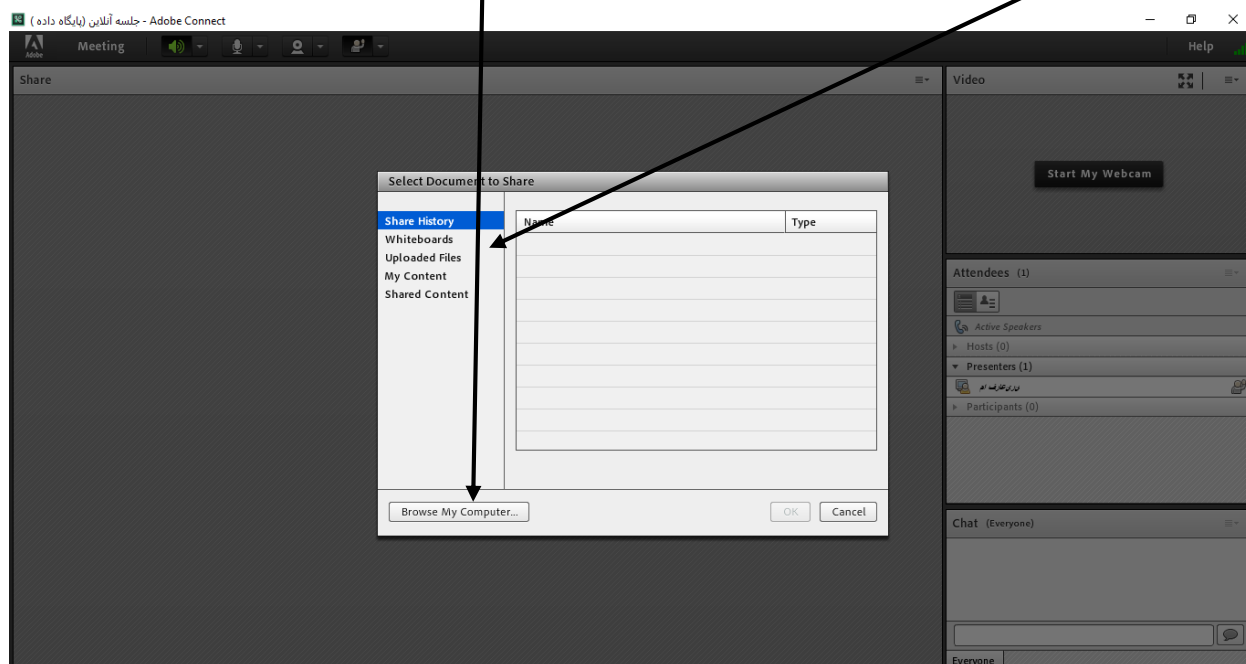 جلسه آنلاین (پایگاه داده ) - Adobe Connect
Adobe
Meeting
Help
Share
Video
Start My Webcam
Select Document to Share
Share History
Whiteboards
Uploaded Files
My Content
Shared Content
Name
Type
Browse My Computer...
OK
Cancel
Attendees (1)
Active Speakers
Hosts (0)
Presenters (1)
Participants (0)
Chat (Everyone)
Everyone